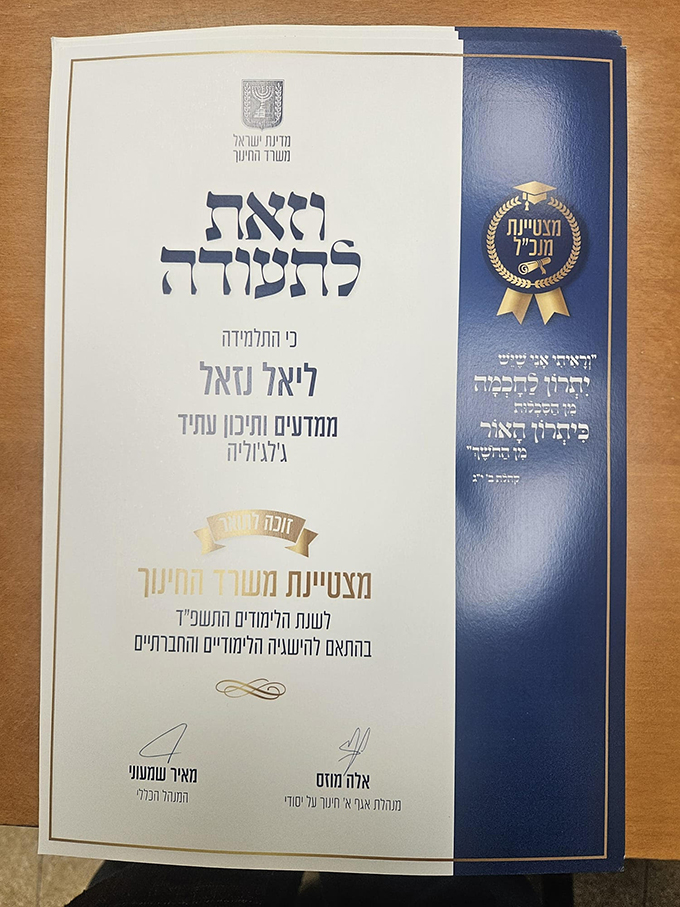 מדינת ישראל
משרד החינוך
וזאת
לתעודה
כי התלמידה
ליאל נזאל
ממדעים ותיכון עתיד
ג'לג'וליה
זוכה לתואר
מצטיינת משרד החינוך
לשנת הלימודים התשפ"ד
בהתאם להישגיה הלימודיים והחברתיים
אלה מוזס
מנהלת אגף א' חינוך על יסודי
מאיר שמעוני
המנהל הכללי
מצטיינת
מנכ"ל
"וְרָאִיתִי אָנִי שֶׁיֵּשׁ
יִתְרוֹן לַחָכְמָה
מִן הַסִּכְלוּת
כִּיתְרוֹן הָאוֹר
מִן הַחֹשֶׁךְ"
קהלת ב' י"ג